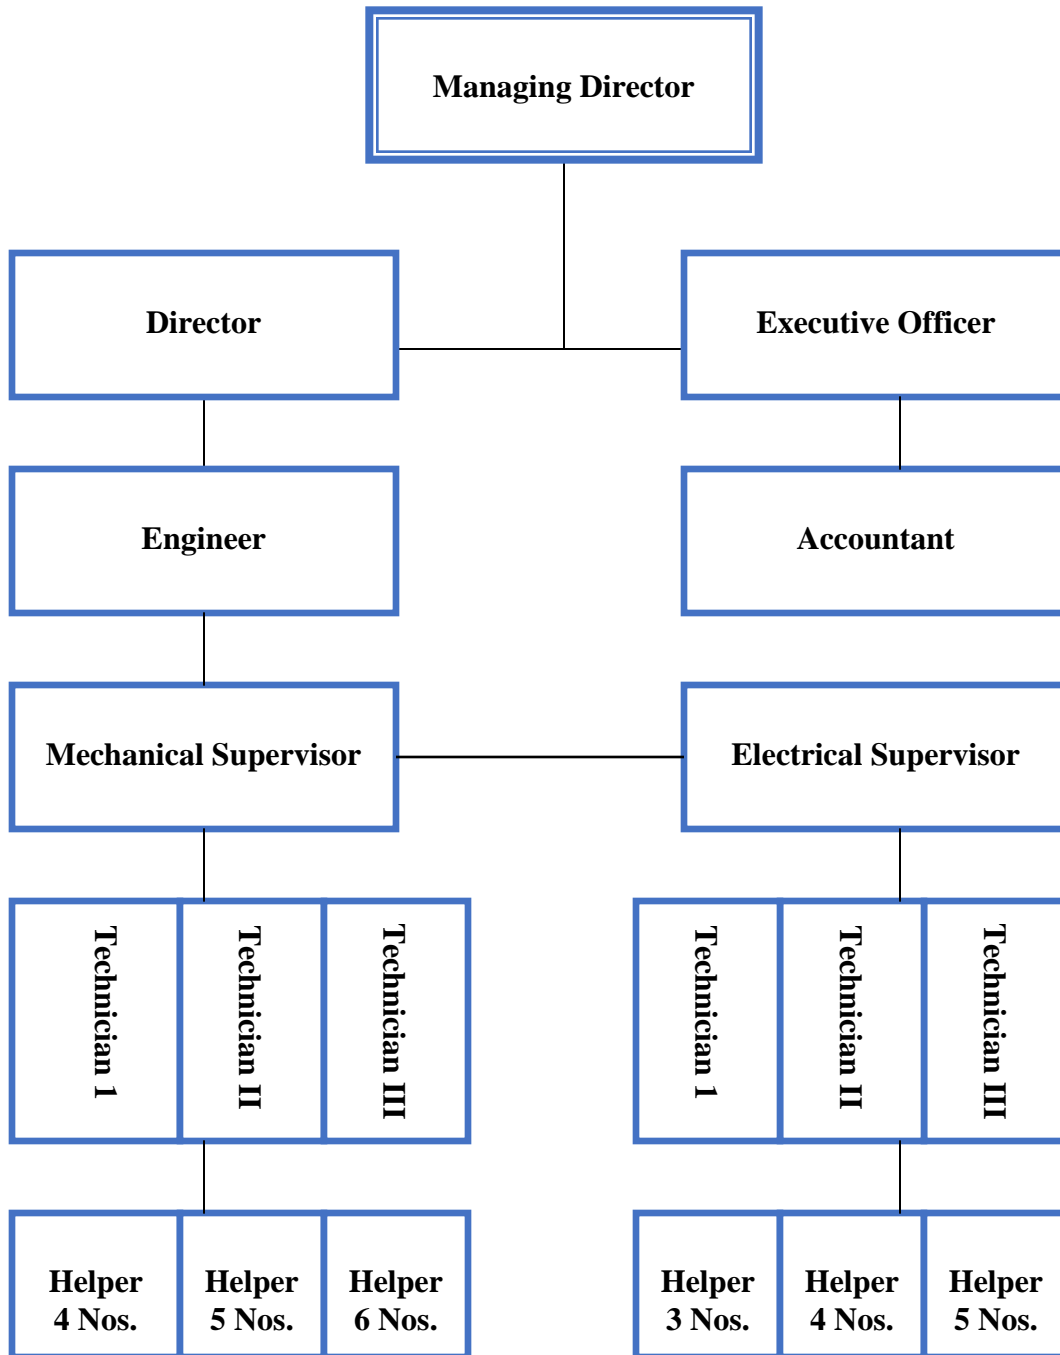 Managing Director
Director
Executive Officer
Engineer
Accountant
Mechanical Supervisor
Electrical Supervisor
Technician 1
Technician II
Technician III
Technician 1
Technician II
Technician III
Helper
4 Nos.
Helper
5 Nos.
Helper
6 Nos.
Helper
3 Nos.
Helper
4 Nos.
Helper
5 Nos.